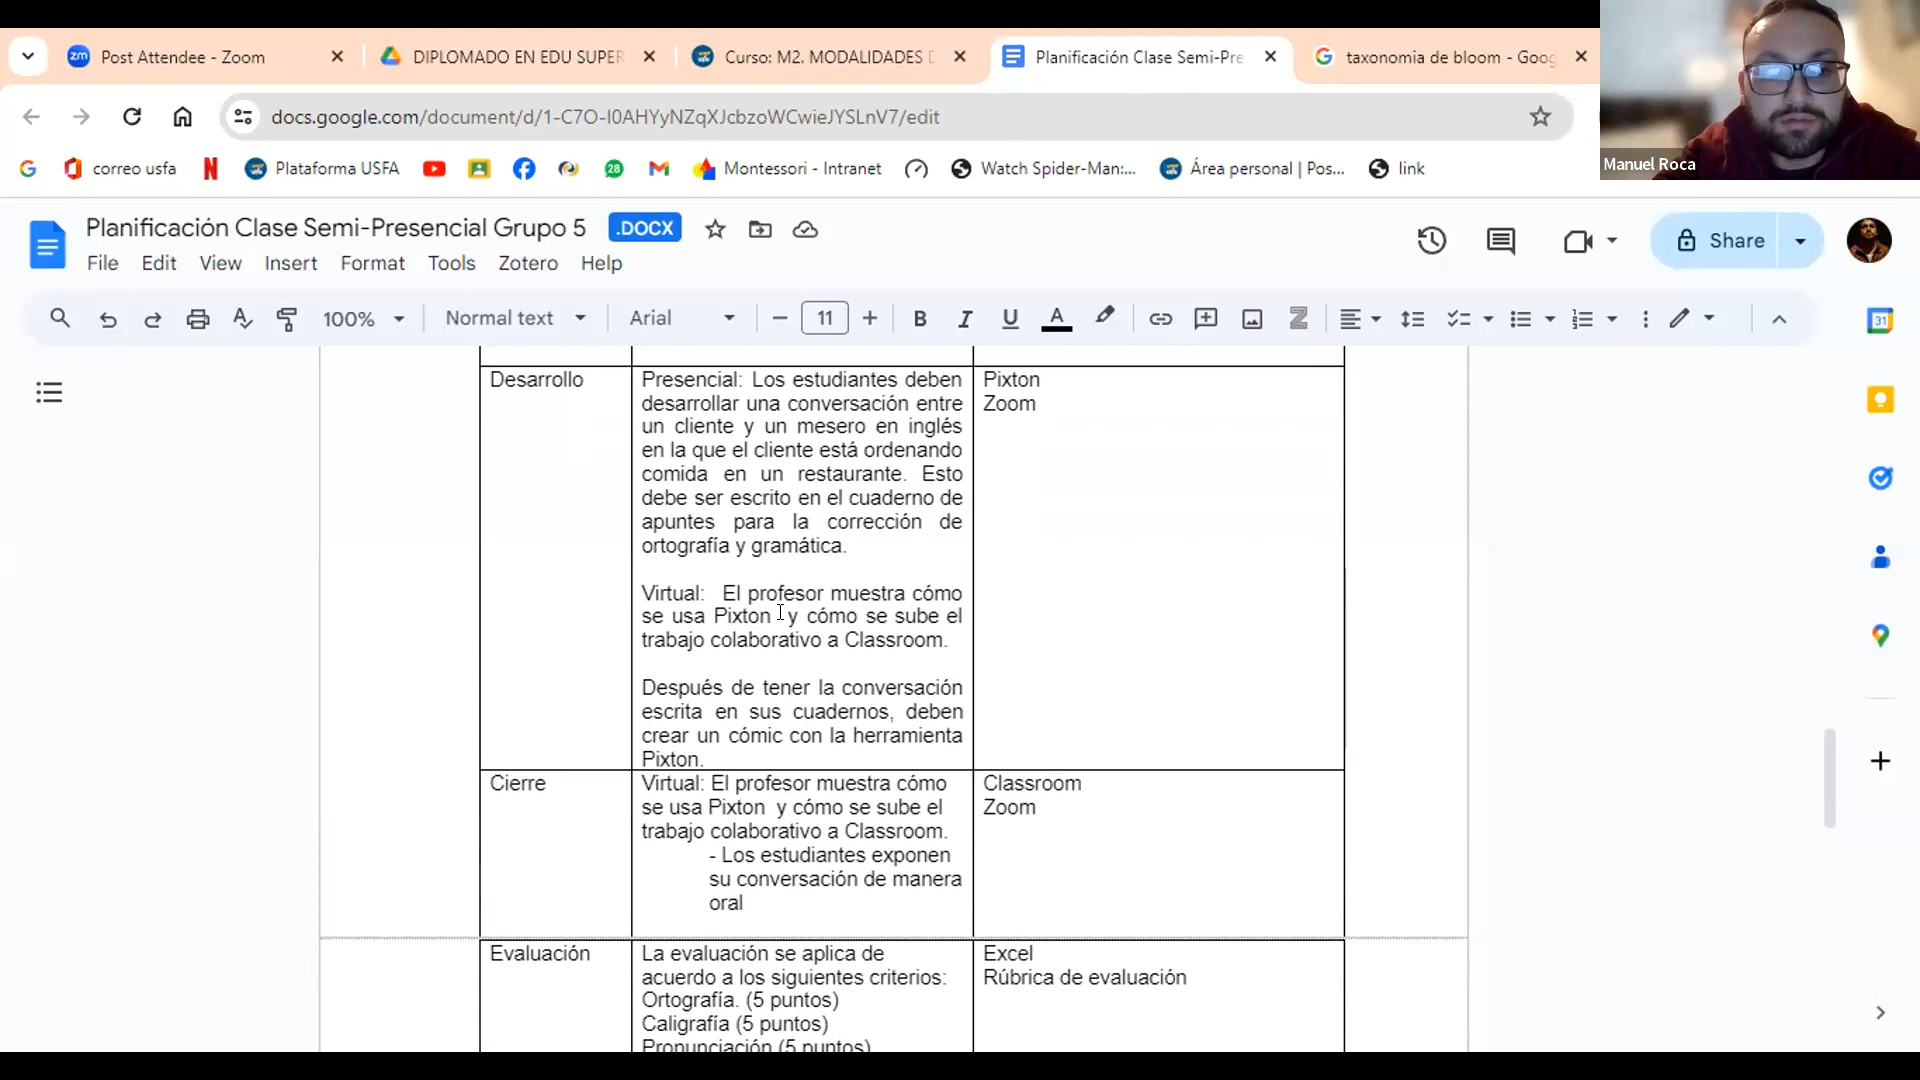 Post Attendee - Zoom
DIPLOMADO EN EDU SUPER
Curso: M2. MODALIDADES D
Planificación Clase Semi-Pre
taxonomia de bloom - Goog
docs.google.com/document/d/1-C7O-I0AHYyNZqXJcbzoWCwieJYSLnV7/edit
Manuel Roca
correo usfa
Plataforma USFA
28
Montessori - Intranet
Watch Spider-Man:...
Área personal | Pos...
link
Planificación Clase Semi-Presencial Grupo 5
.DOCX
Share
File Edit View Insert Format Tools Zotero Help
100%
Normal text
Arial
11
31
Desarrollo
Presencial: Los estudiantes deben
desarrollar una conversación entre
un cliente y un mesero en inglés
en la que el cliente está ordenando
comida en un restaurante. Esto
debe ser escrito en el cuaderno de
apuntes para la corrección de
ortografía y gramática.
Virtual: El profesor muestra cómo
se usa Pixton y cómo se sube el
trabajo colaborativo a Classroom.
Después de tener la conversación
escrita en sus cuadernos, deben
crear un cómic con la herramienta
Pixton.
Pixton
Zoom
Cierre
Virtual: El profesor muestra cómo
se usa Pixton y cómo se sube el
trabajo colaborativo a Classroom.
- Los estudiantes exponen
su conversación de manera
oral
Classroom
Zoom
Evaluación
La evaluación se aplica de
acuerdo a los siguientes criterios:
Ortografía. (5 puntos)
Caligrafía (5 puntos)
Pronunciación (5 puntos)
Excel
Rúbrica de evaluación